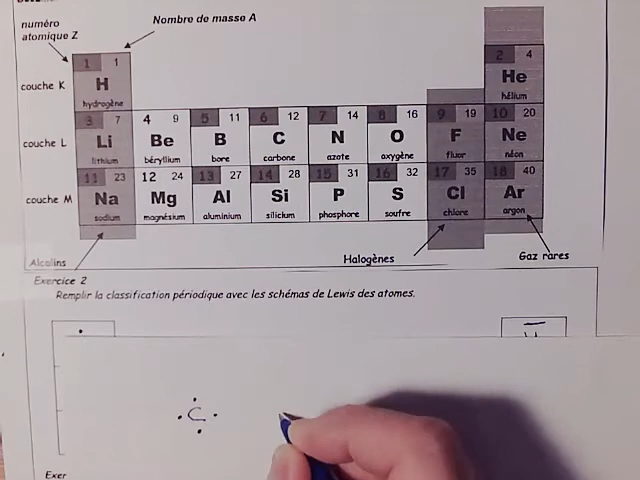 numéro
atomique Z
Nombre de masse A
1 1
H
hydrogène
2 4
He
hélium
couche K
3 7
Li
lithium
4 9
Be
béryllium
5 11
B
bore
6 12
C
carbone
7 14
N
azote
8 16
O
oxygène
9 19
F
fluor
10 20
Ne
néon
couche L
11 23
Na
sodium
12 24
Mg
magnésium
13 27
Al
aluminium
14 28
Si
silicium
15 31
P
phosphore
16 32
S
soufre
17 35
Cl
chlore
18 40
Ar
argon
couche M
Alcalins
Halogènes
Gaz rares
Exercice 2
Remplir la classification périodique avec les schémas de Lewis des atomes.
C
Exer